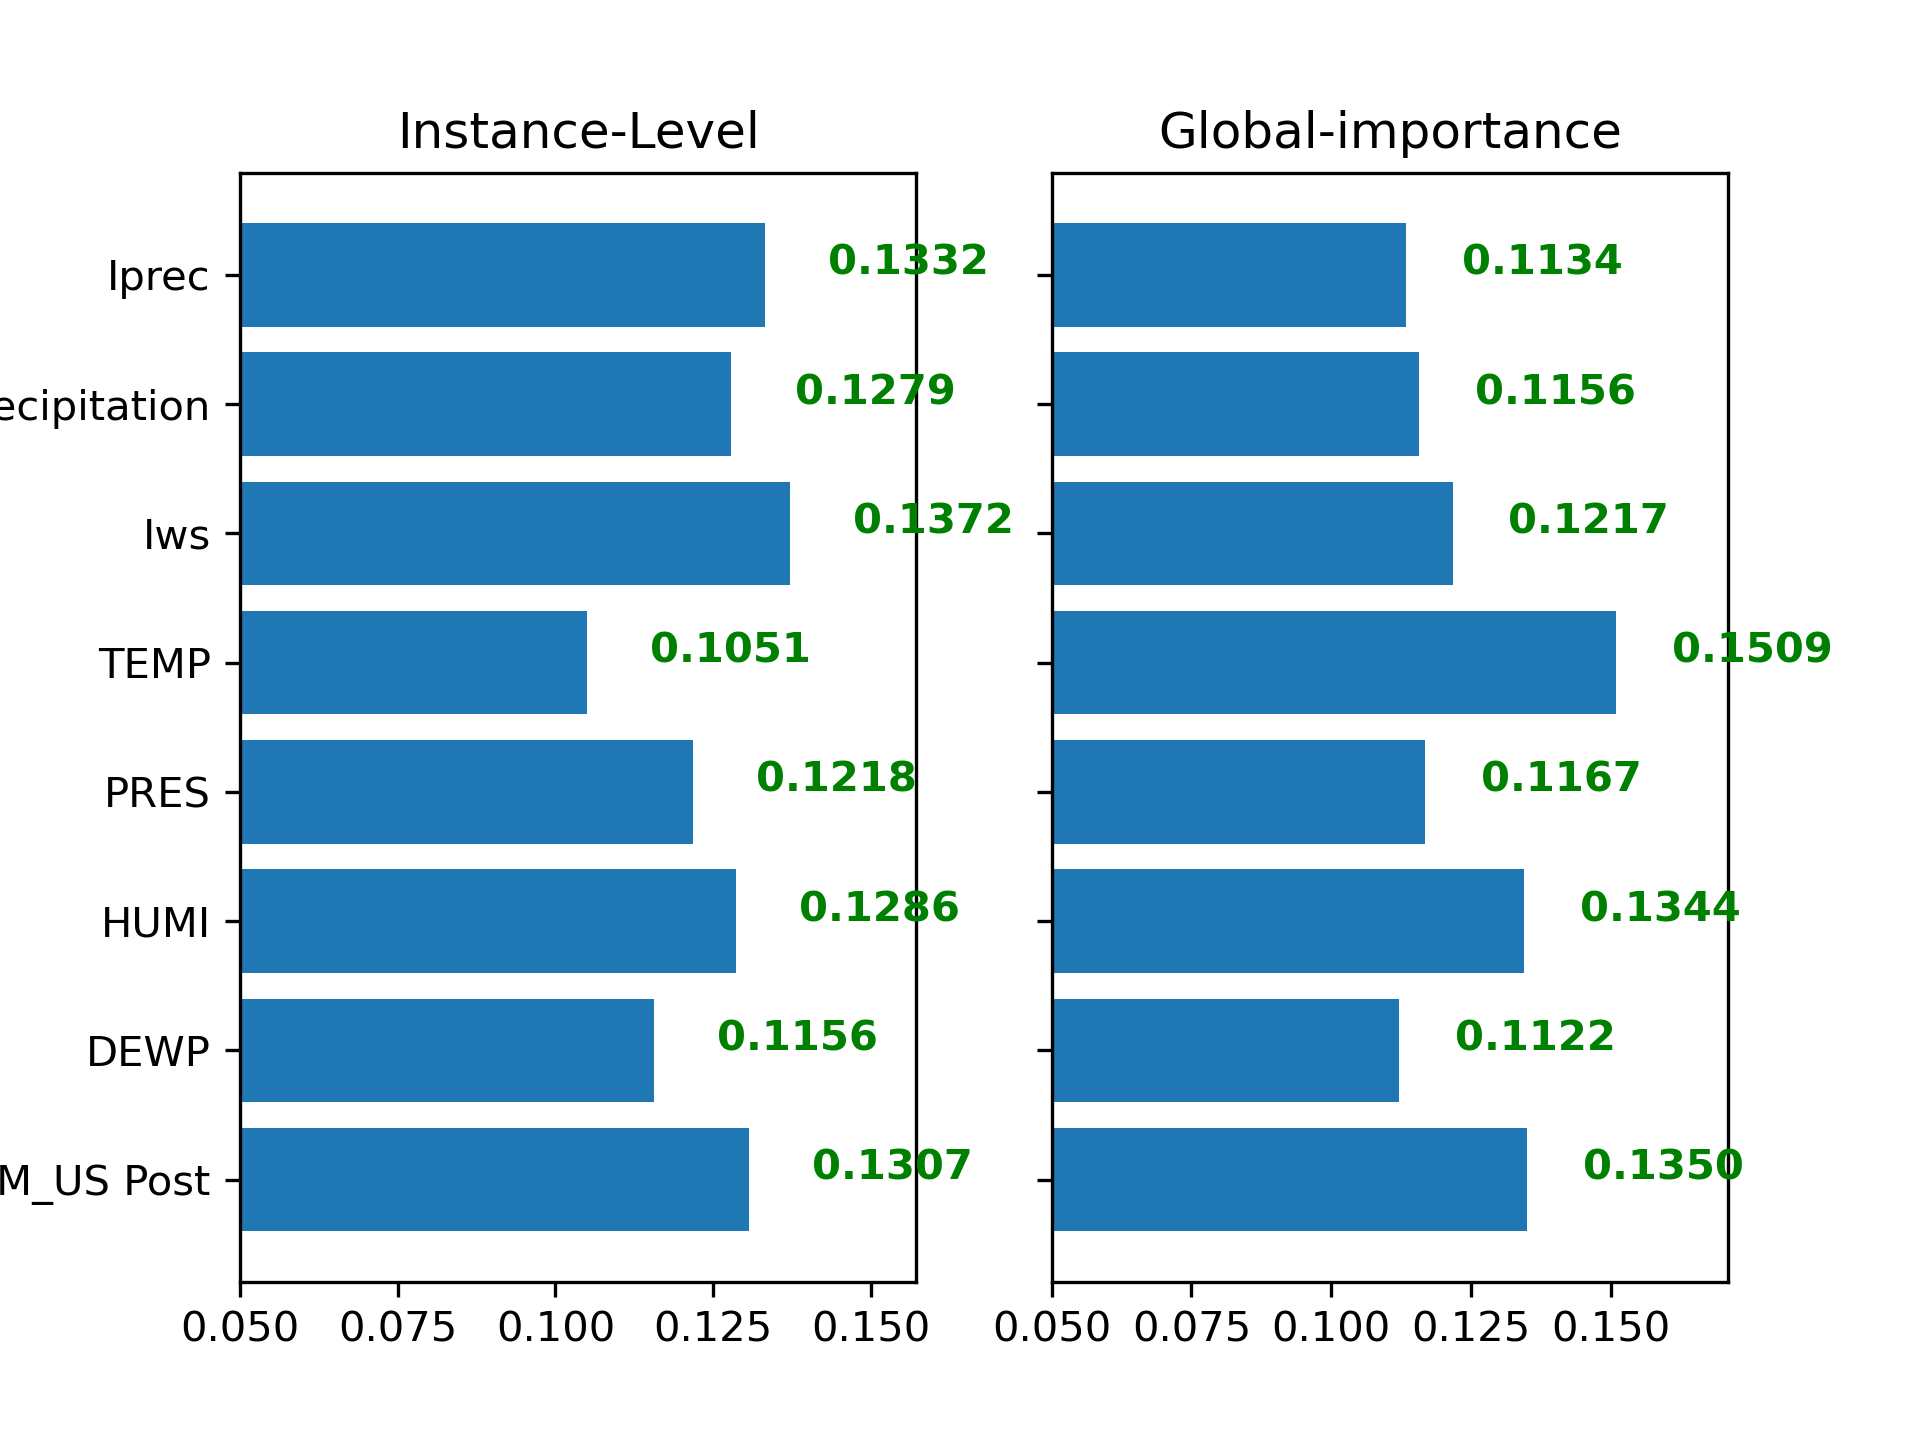 Instance-Level Global-importance
Iprec 0.1332 0.1134
ecipitation 0.1279 0.1156
Iws 0.1372 0.1217
TEMP 0.1051 0.1509
PRES 0.1218 0.1167
HUMI 0.1286 0.1344
DEWP 0.1156 0.1122
M_US Post 0.1307 0.1350
0.050 0.075 0.100 0.125 0.150 0.050 0.075 0.100 0.125 0.150